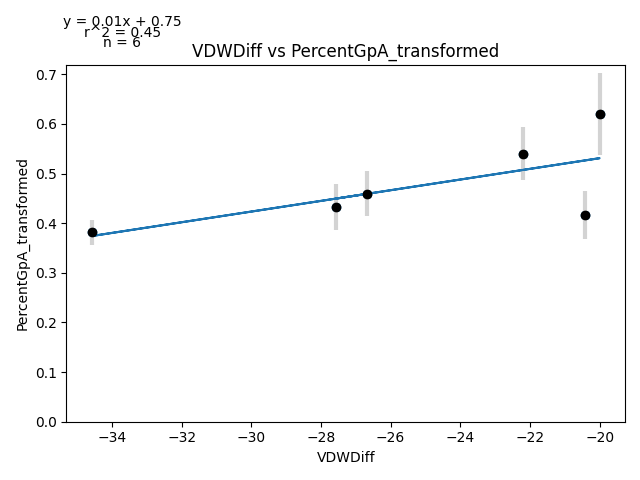 y = 0.01x + 0.75
r^2 = 0.45
n = 6
VDWDiff vs PercentGpA_transformed
0.7
0.6
0.5
0.4
0.3
0.2
0.1
0.0
PercentGpA_transformed
−34
−32
−30
−28
−26
−24
−22
−20
VDWDiff